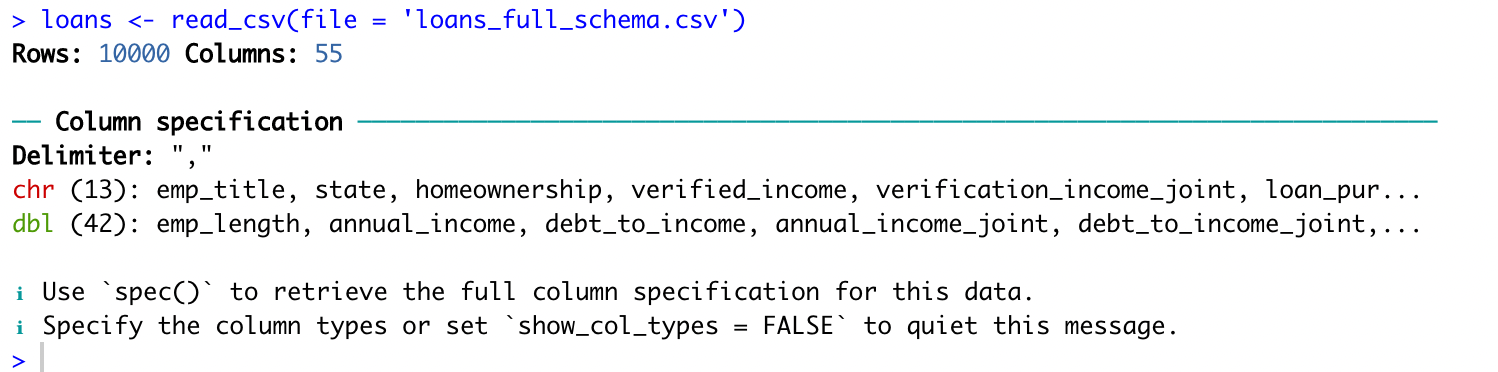 > loans <- read_csv(file = 'loans_full_schema.csv')
Rows: 10000 Columns: 55
── Column specification ──────────────────────────────
Delimiter: ","
chr (13): emp_title, state, homeownership, verified_income, verification_income_joint, loan_pur...
dbl (42): emp_length, annual_income, debt_to_income, annual_income_joint, debt_to_income_joint,...
ℹ Use `spec()` to retrieve the full column specification for this data.
ℹ Specify the column types or set `show_col_types = FALSE` to quiet this message.
>